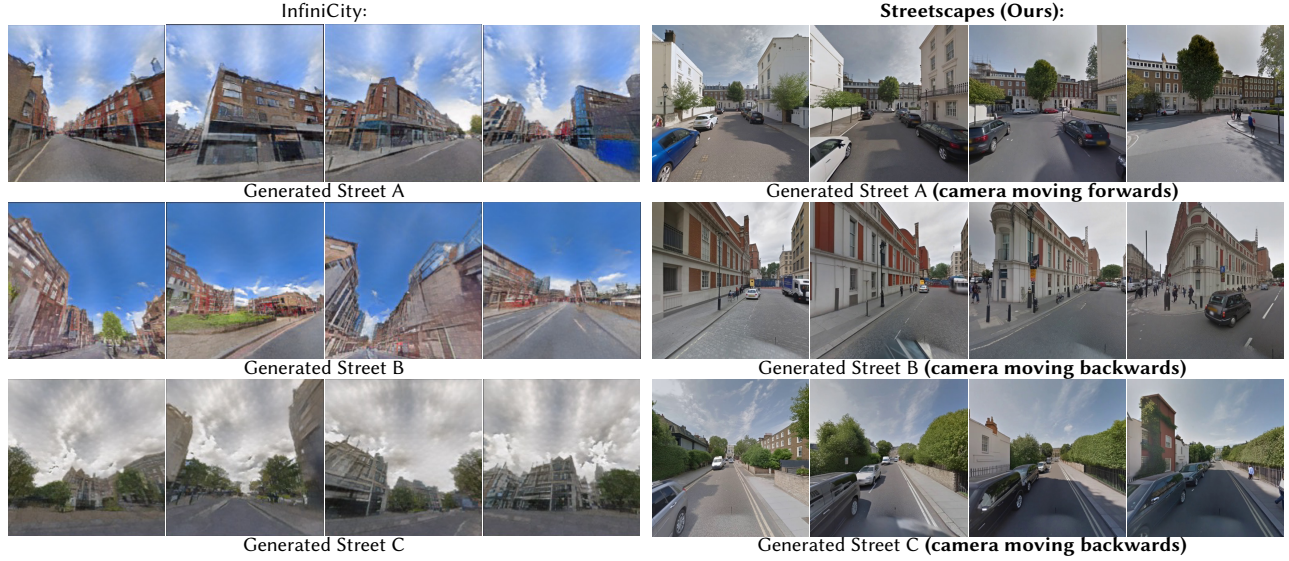 InfiniCity:
Streetscapes (Ours):
Generated Street A
Generated Street A (camera moving forwards)
Generated Street B
Generated Street B (camera moving backwards)
Generated Street C
Generated Street C (camera moving backwards)